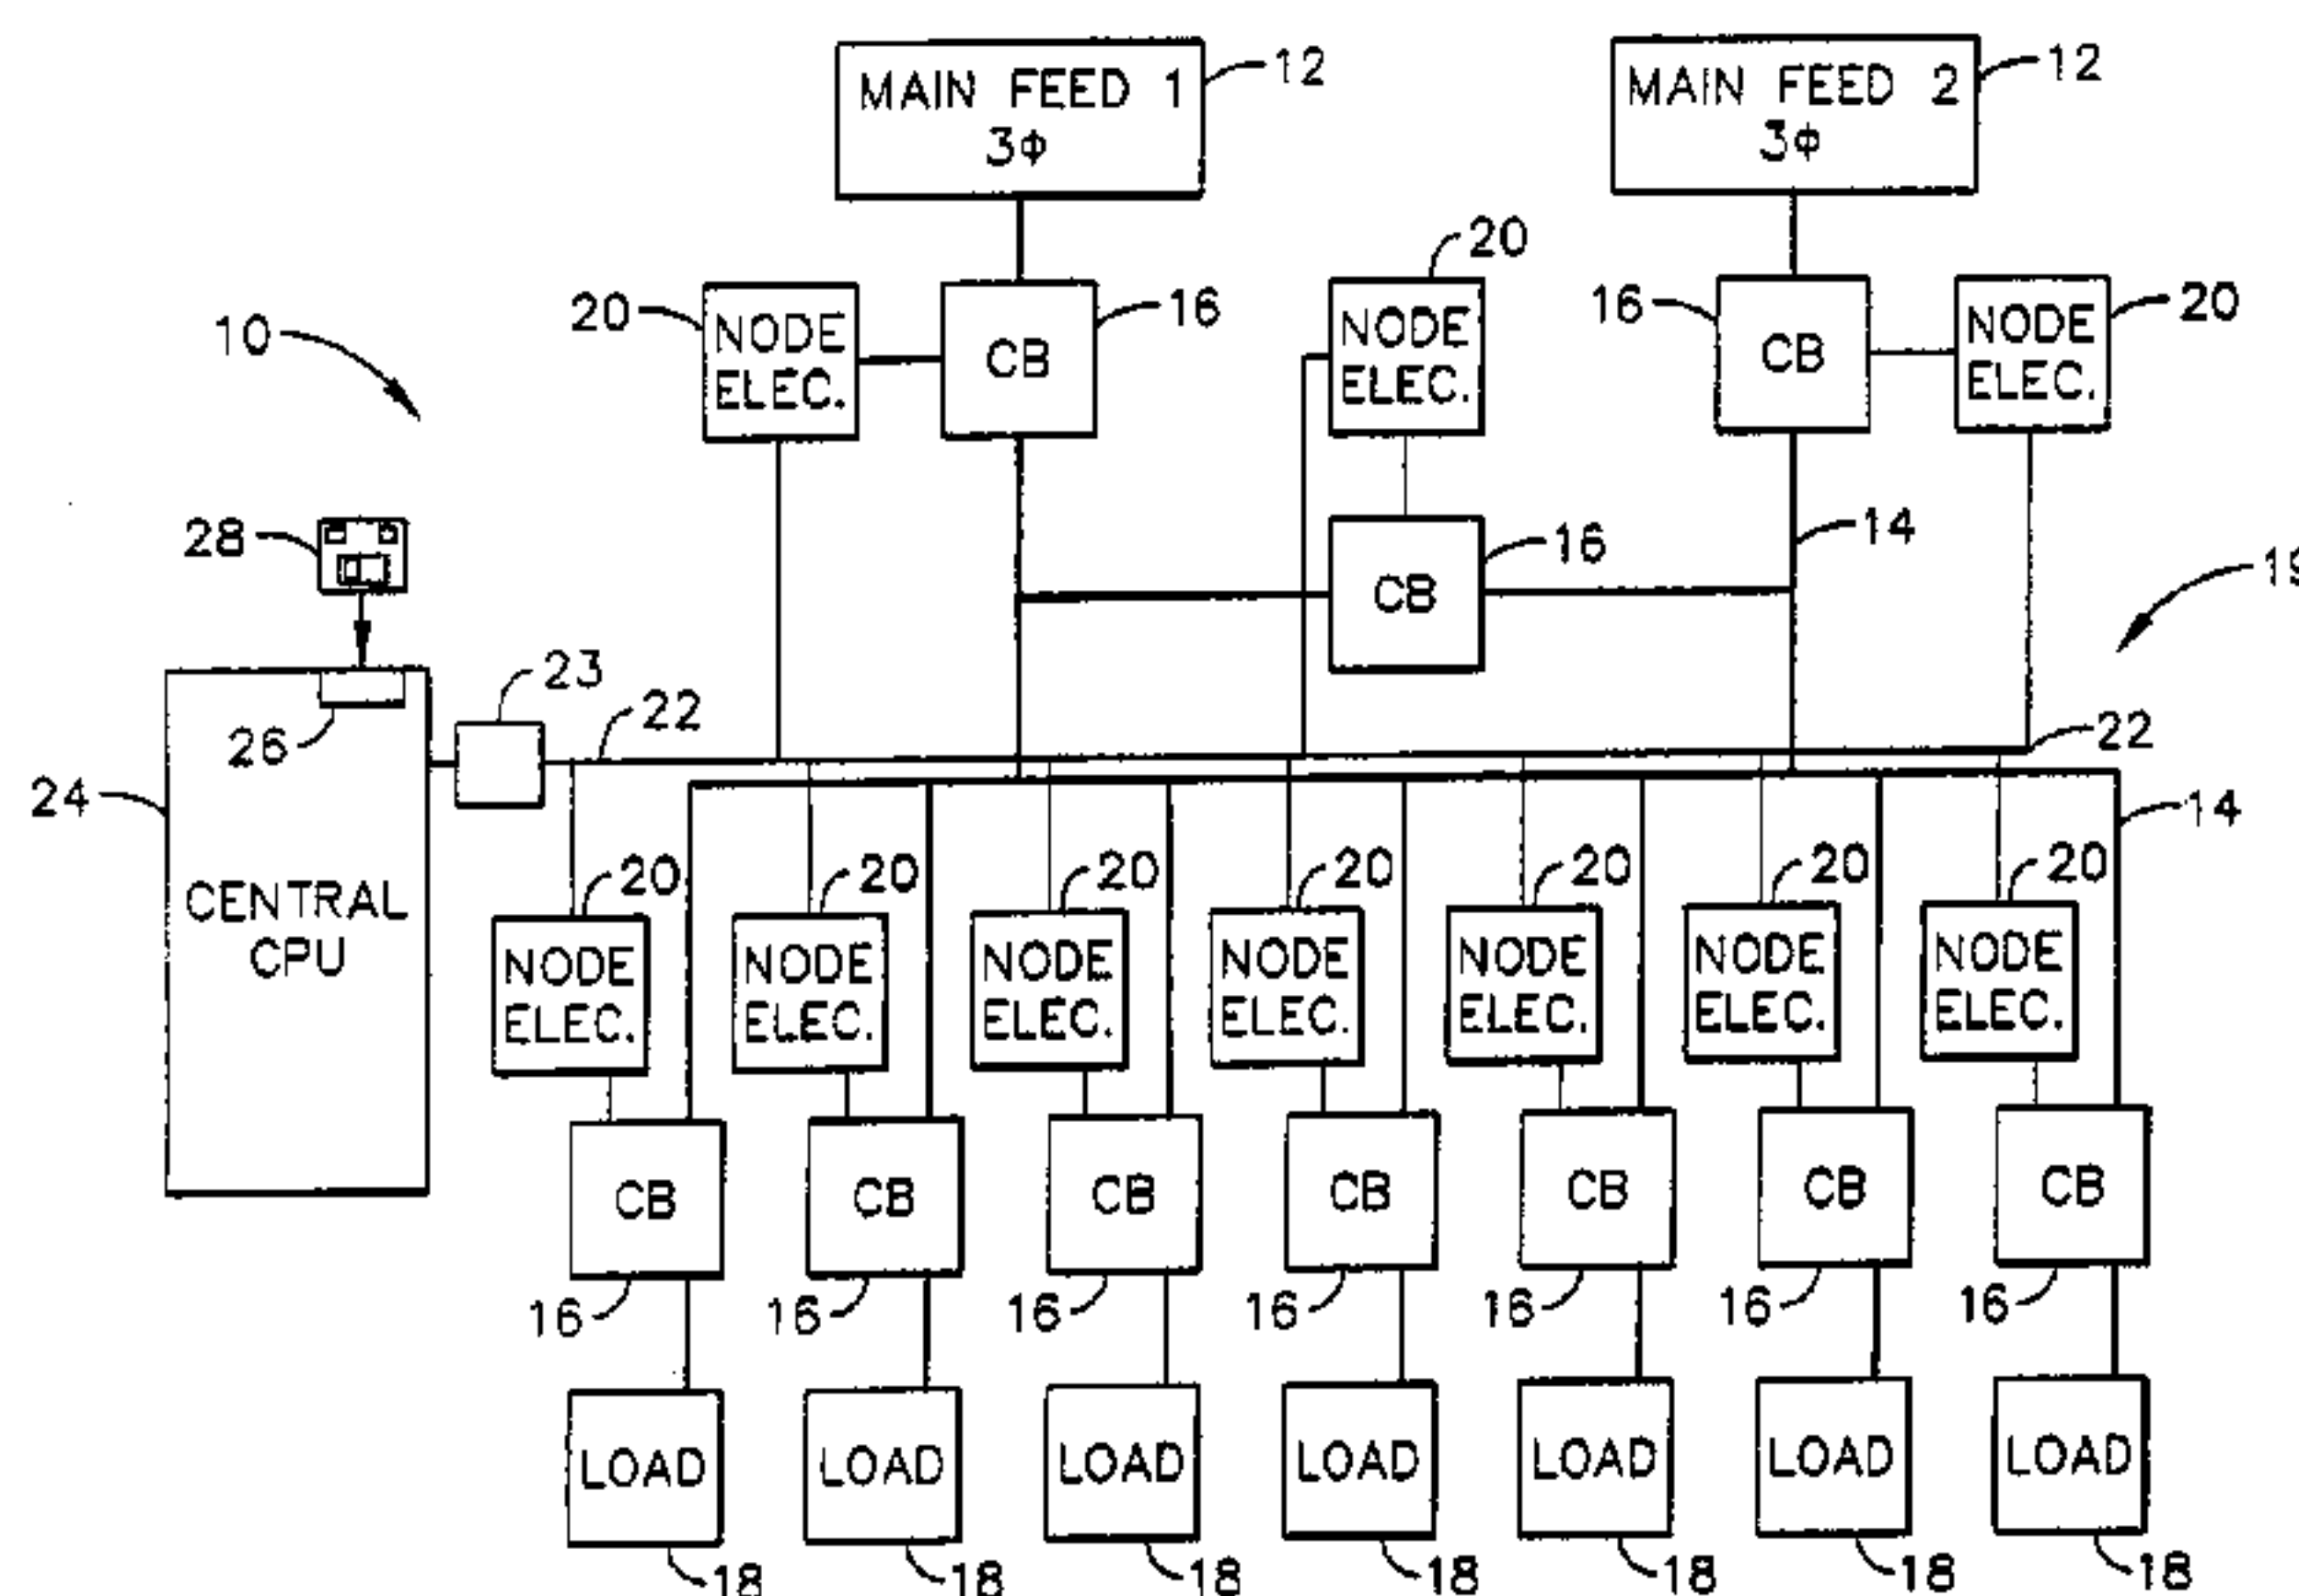 MAIN FEED 1
3Φ
12
MAIN FEED 2
3Φ
12
20
NODE
ELEC.
CB
16
20
NODE
ELEC.
16
CB
NODE
ELEC.
20
10
28
CB
16
14
19
23
22
22
26
24
CENTRAL
CPU
14
20
20
20
20
20
20
20
NODE
ELEC.
NODE
ELEC.
NODE
ELEC.
NODE
ELEC.
NODE
ELEC.
NODE
ELEC.
NODE
ELEC.
CB
CB
CB
CB
CB
CB
CB
16
16
16
16
16
16
16
LOAD
LOAD
LOAD
LOAD
LOAD
LOAD
LOAD
18
18
18
18
18
18
18